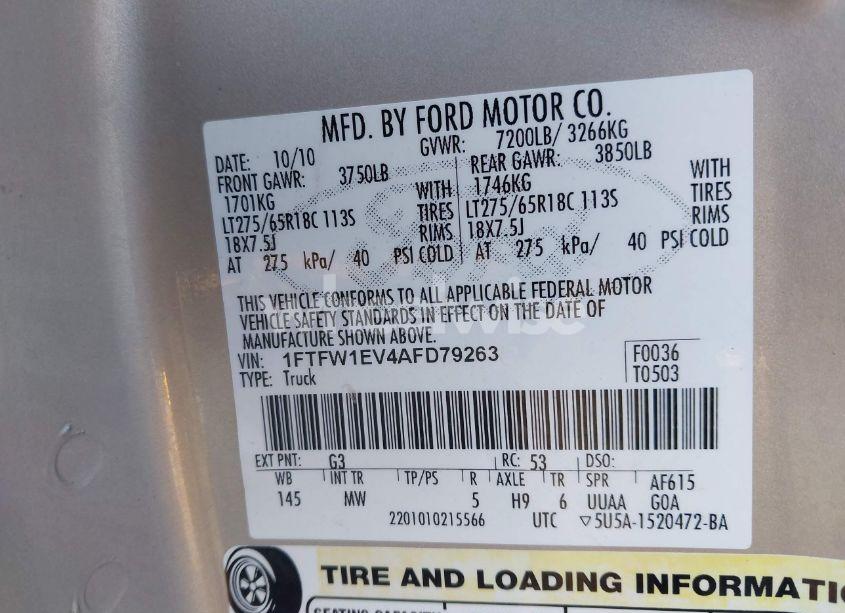 MFD. BY FORD MOTOR CO.
DATE: 10/10 GVWR: 7200LB/ 3266KG
FRONT GAWR: 3750LB REAR GAWR: 3850LB
1701KG WITH 1746KG WITH
LT275/65R18C 113S TIRES LT275/65R18C 113S TIRES
18X7.5J RIMS 18X7.5J RIMS
AT 275 kPa/ 40 PSI COLD AT 275 kPa/ 40 PSI COLD
THIS VEHICLE CONFORMS TO ALL APPLICABLE FEDERAL MOTOR
VEHICLE SAFETY STANDARDS IN EFFECT ON THE DATE OF
MANUFACTURE SHOWN ABOVE.
VIN: 1FTFW1EV4AFD79263 F0036
TYPE: Truck T0503
EXT PNT: G3 RC: 53 DSO:
WB INT TR TP/PS R AXLE TR SPR AF615
145 MW 5 H9 6 UUAA GOA
2201010215566 UTC ▽5U5A-1520472-BA
TIRE AND LOADING INFORMATION